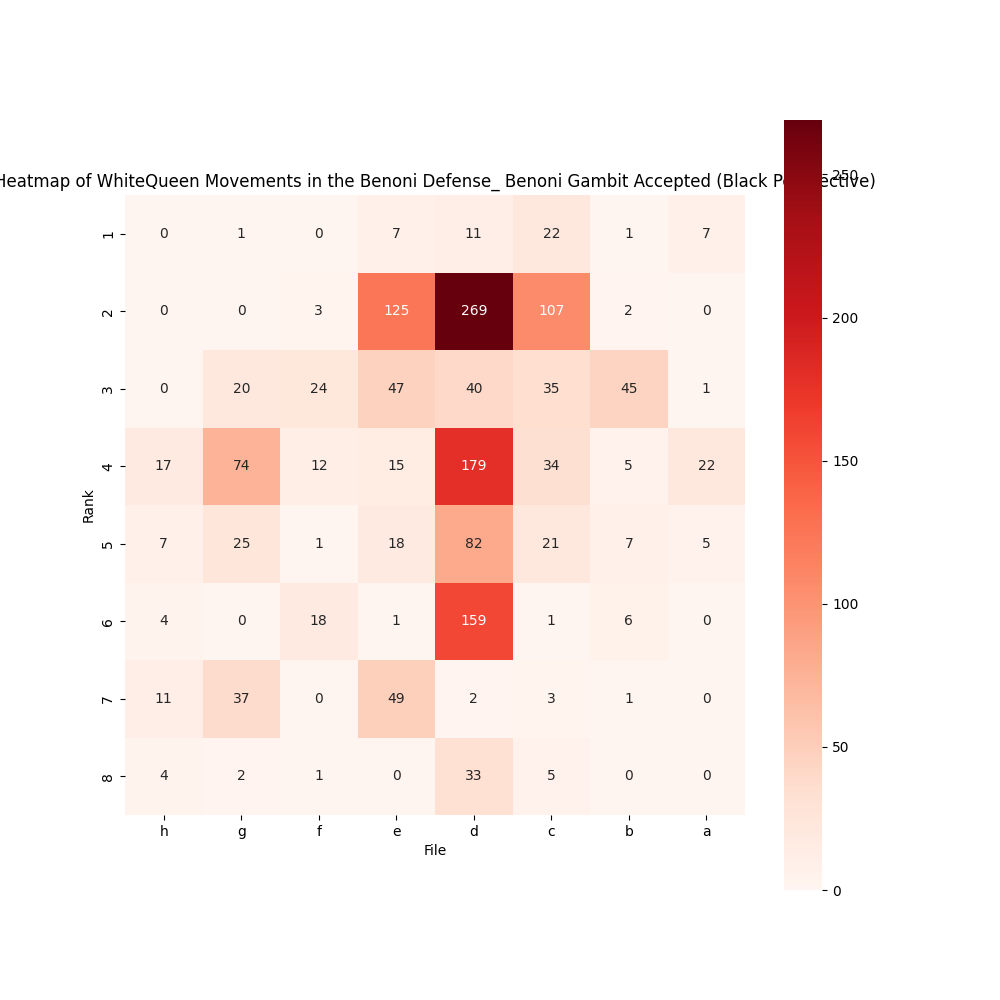 Heatmap of WhiteQueen Movements in the Benoni Defense_ Benoni Gambit Accepted (Black P ective)
250
1 0 1 0 7 11 22 1 7
2 0 0 3 125 269 107 2 0
200
3 0 20 24 47 40 35 45 1
150
4 17 74 12 15 179 34 5 22
Rank
5 7 25 1 18 82 21 7 5
100
6 4 0 18 1 159 1 6 0
7 11 37 0 49 2 3 1 0
50
8 4 2 1 0 33 5 0 0
h g f e d c b a
File
0